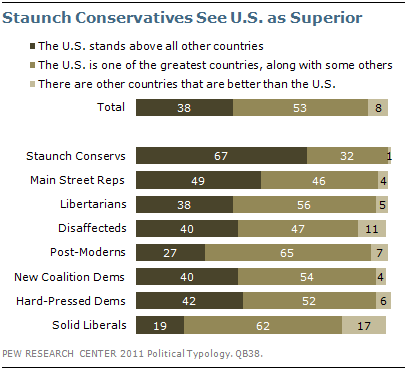 Staunch Conservatives See U.S. as Superior
The U.S. stands above all other countries
The U.S. is one of the greatest countries, along with some others
There are other countries that are better than the U.S.
Total 38 53 8
Staunch Conservs 67 32 1
Main Street Reps 49 46 4
Libertarians 38 56 5
Disaffecteds 40 47 11
Post-Moderns 27 65 7
New Coalition Dems 40 54 4
Hard-Pressed Dems 42 52 6
Solid Liberals 19 62 17
PEW RESEARCH CENTER 2011 Political Typology. QB38.